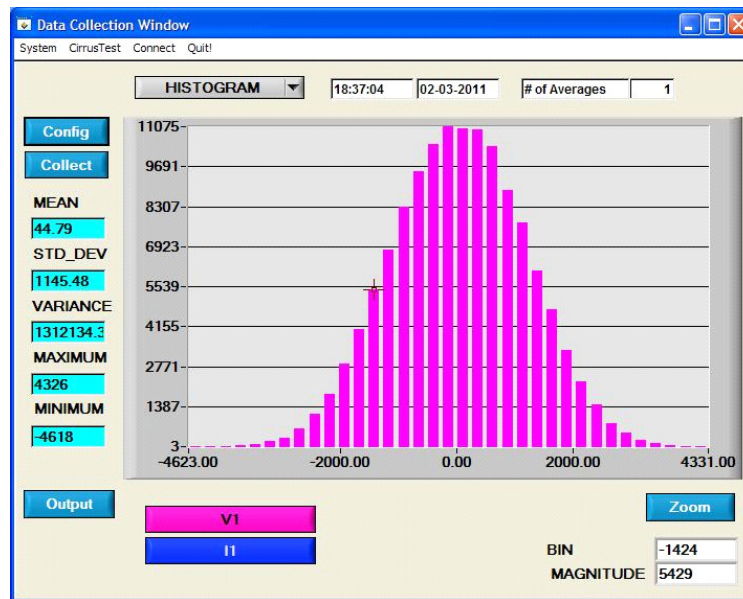 Data Collection Window
System CirrusTest Connect Quit!
HISTOGRAM 18:37:04 02-03-2011 # of Averages 1
Config
Collect
MEAN
44.79
STD_DEV
1145.48
VARIANCE
1312134.3
MAXIMUM
4326
MINIMUM
-4618
Output
11075
9691
8307
6923
5539
4155
2771
1387
3
-4623.00 -2000.00 0.00 2000.00 4331.00
V1
I1
Zoom
BIN -1424
MAGNITUDE 5429